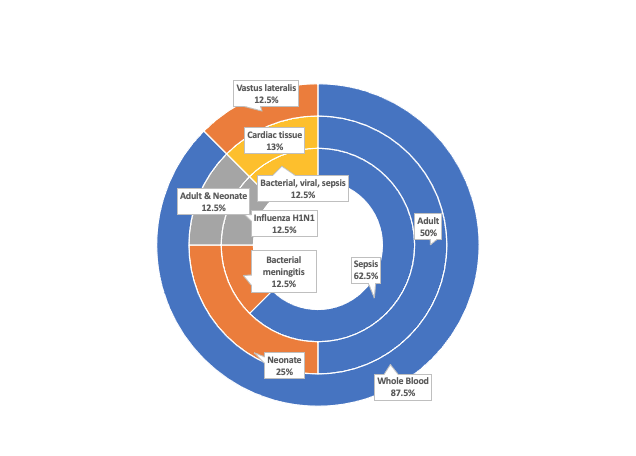 Vastus lateralis
12.5%
Cardiac tissue
13%
Bacterial, viral, sepsis
12.5%
Adult & Neonate
12.5%
Influenza H1N1
12.5%
Adult
50%
Bacterial
meningitis
12.5%
Sepsis
62.5%
Neonate
25%
Whole Blood
87.5%